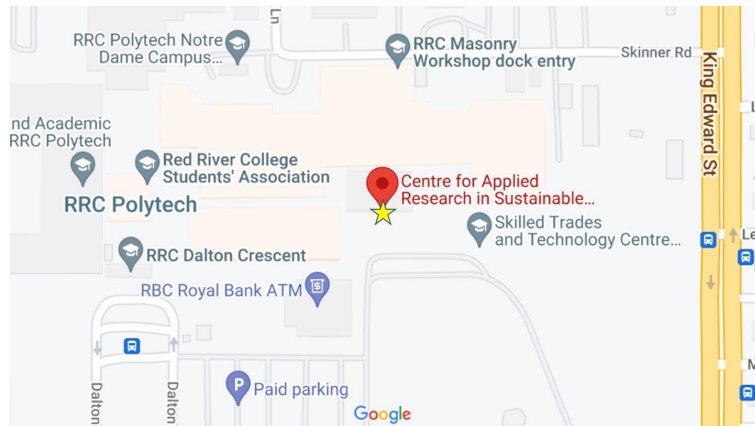 Ln
RRC Polytech Notre
Dame Campus...
RRC Masonry
Workshop dock entry
Skinner Rd
King Edward St
nd Academic
RRC Polytech
Red River College
Students' Association
RRC Polytech
Centre for Applied
Research in Sustainable...
Skilled Trades
and Technology Centre...
Le
RRC Dalton Crescent
RBC Royal Bank ATM
$
P
Paid parking
Dalton
Dalton
M
Google